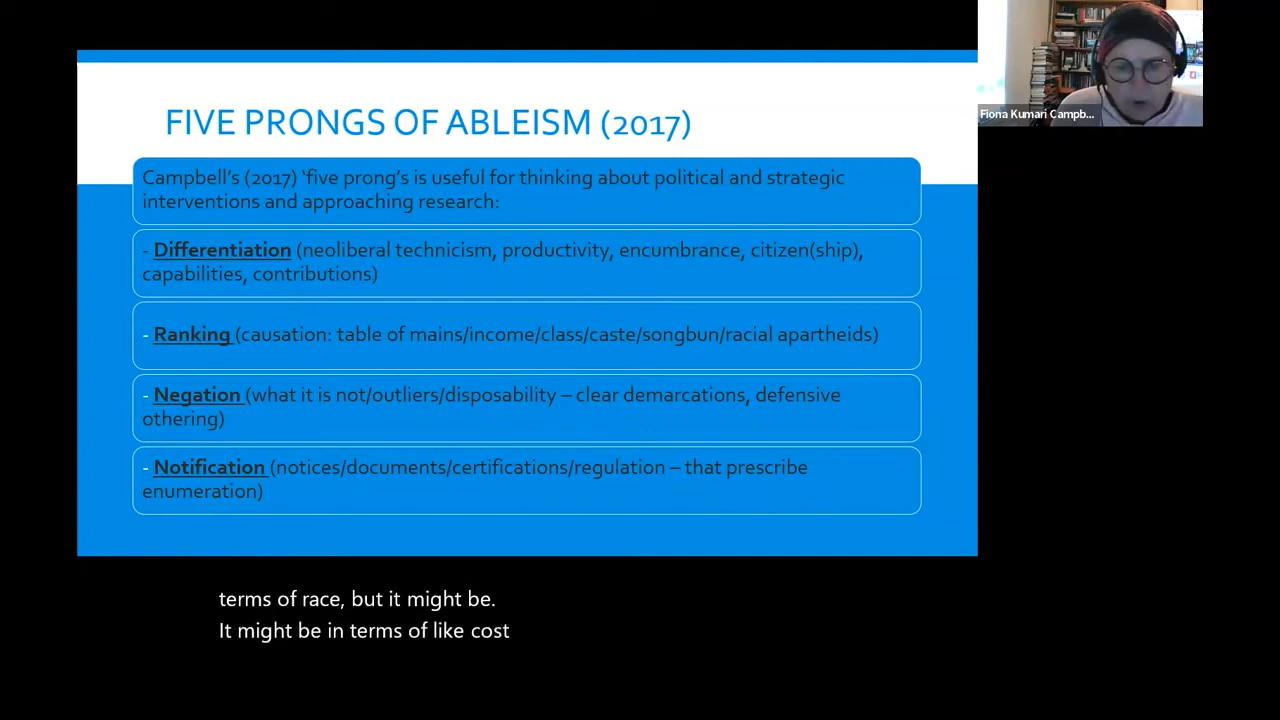 FIVE PRONGS OF ABLEISM (2017)
Fiona Kumari Campb...
Campbell's (2017) 'five prong's is useful for thinking about political and strategic
interventions and approaching research:
- Differentiation (neoliberal technicism, productivity, encumbrance, citizen(ship),
capabilities, contributions)
- Ranking (causation: table of mains/income/class/caste/songbun/racial apartheids)
- Negation (what it is not/outliers/disposability – clear demarcations, defensive
othering)
- Notification (notices/documents/certifications/regulation – that prescribe
enumeration)
terms of race, but it might be.
It might be in terms of like cost